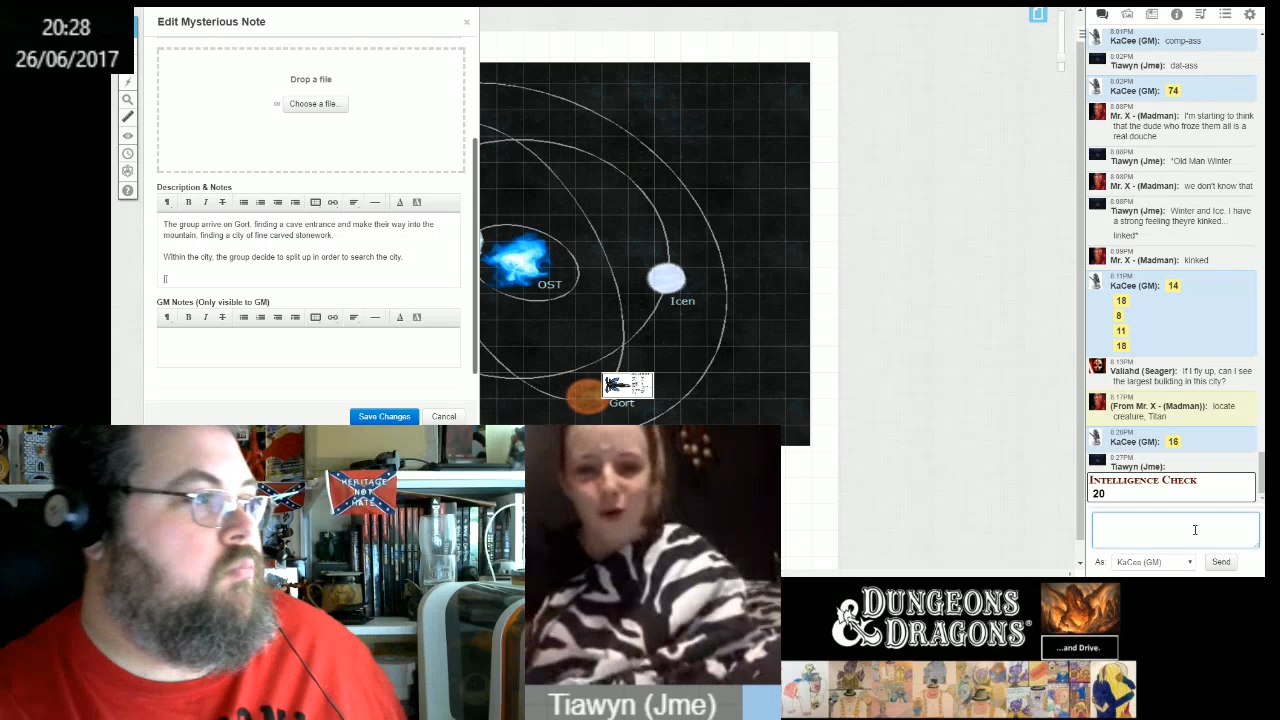 20:28
26/06/2017
Edit Mysterious Note
×
Drop a file
or Choose a file...
Description & Notes
The group arrive on Gort, finding a cave entrance and make their way into the
mountain, finding a city of fine carved stonework.
Within the city, the group decide to split up in order to search the city.
[[
GM Notes (Only visible to GM)
Save Changes
Cancel
OST
Icen
Gort
8:01PM
KaCee (GM): comp-ass
8:02PM
Tiawyn (Jme): dat-ass
8:02PM
KaCee (GM): 74
8:08PM
Mr. X - (Madman): I'm starting to think
that the dude who froze them all is a
real douche
8:08PM
Tiawyn (Jme): *Old Man Winter
8:08PM
Mr. X - (Madman): we don't know that
8:08PM
Tiawyn (Jme): Winter and Ice. I have
a strong feeling theyre kincked...
linked*
8:09PM
Mr. X - (Madman): kinked
8:11PM
KaCee (GM): 14
18
8
11
18
8:13PM
Valiahd (Seager): If I fly up, can I see
the largest building in this city?
8:17PM
(From Mr. X - (Madman)): locate
creature, Titan
8:26PM
KaCee (GM): 16
8:27PM
Tiawyn (Jme):
INTELLIGENCE CHECK
20
As: KaCee (GM)
Send
HERITAGE
NOT
HATE
Tiawyn (Jme)
DUNGEONS
& DRAGONS®
...and Drive.